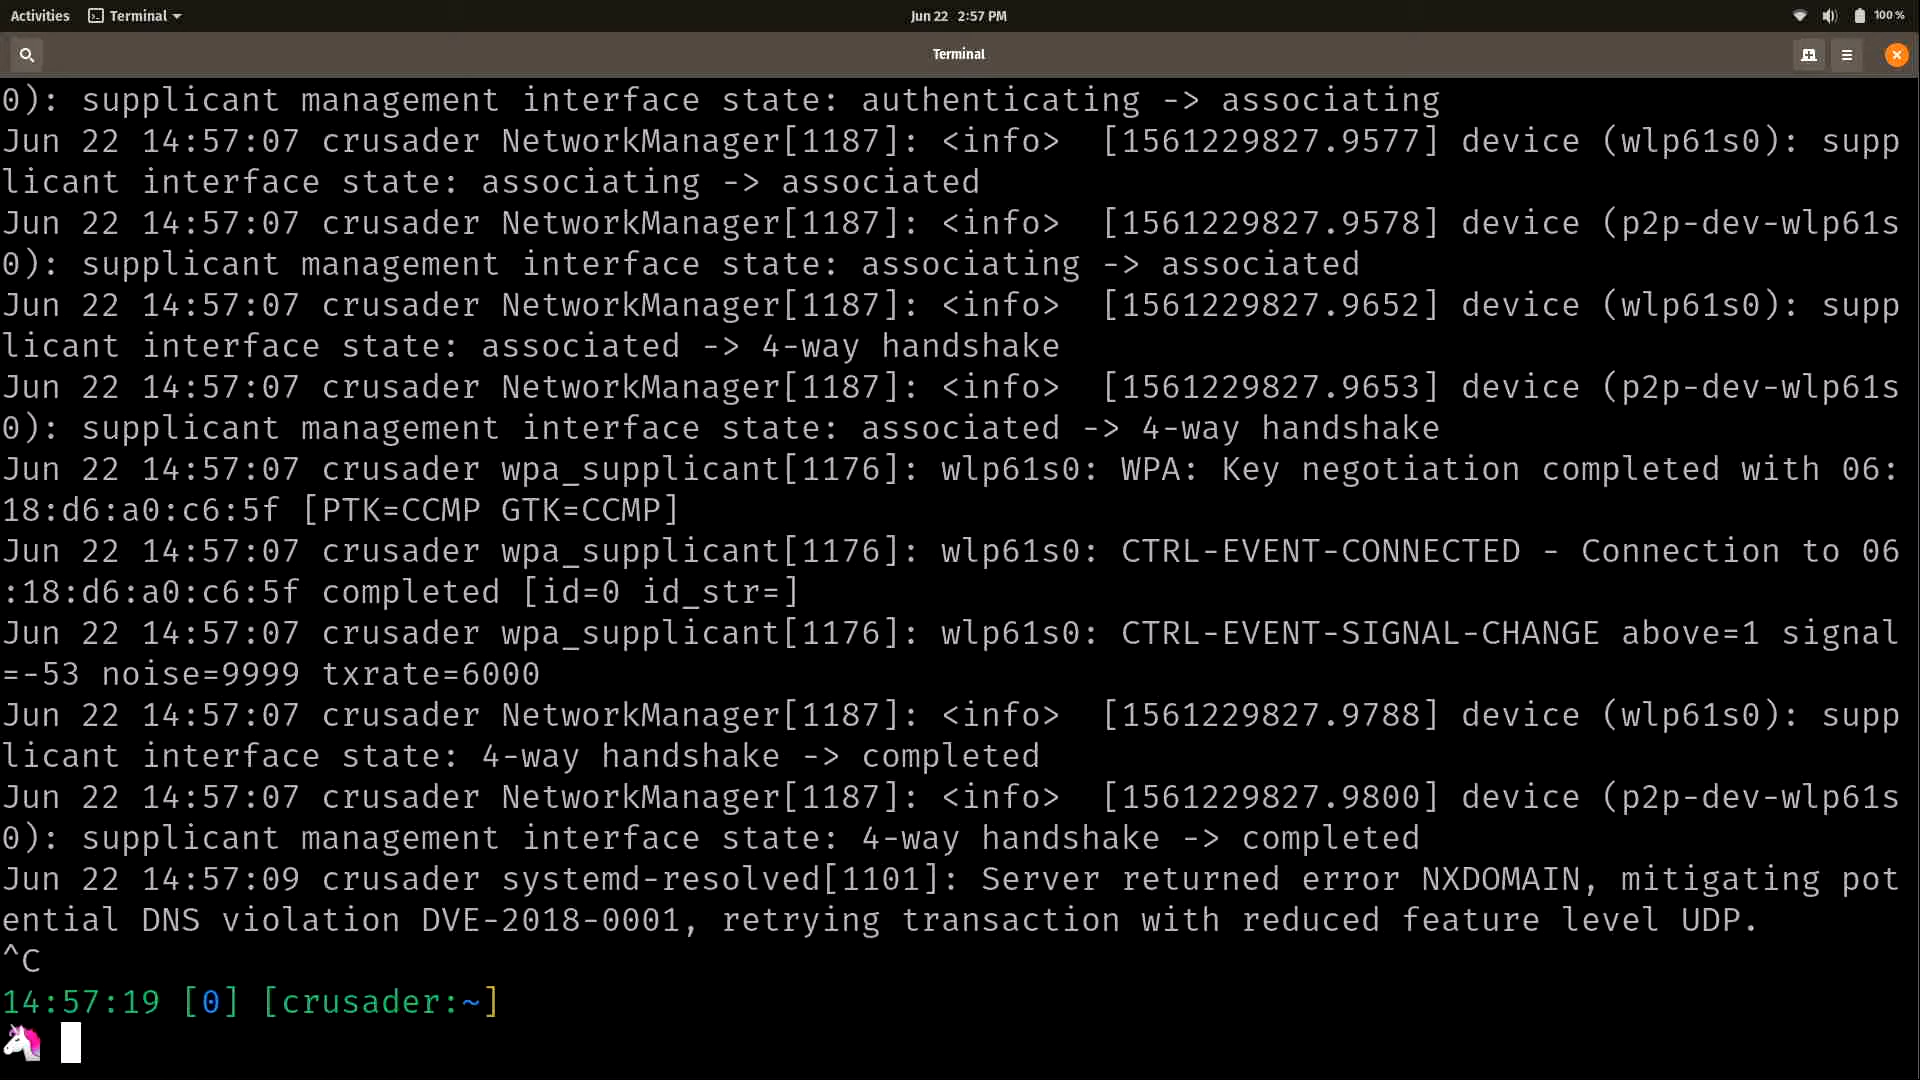 Activities Terminal Jun 22 2:57 PM 100 %
Terminal
0): supplicant management interface state: authenticating -> associating
Jun 22 14:57:07 crusader NetworkManager[1187]: <info>  [1561229827.9577] device (wlp61s0): supp
licant interface state: associating -> associated
Jun 22 14:57:07 crusader NetworkManager[1187]: <info>  [1561229827.9578] device (p2p-dev-wlp61s
0): supplicant management interface state: associating -> associated
Jun 22 14:57:07 crusader NetworkManager[1187]: <info>  [1561229827.9652] device (wlp61s0): supp
licant interface state: associated -> 4-way handshake
Jun 22 14:57:07 crusader NetworkManager[1187]: <info>  [1561229827.9653] device (p2p-dev-wlp61s
0): supplicant management interface state: associated -> 4-way handshake
Jun 22 14:57:07 crusader wpa_supplicant[1176]: wlp61s0: WPA: Key negotiation completed with 06:
18:d6:a0:c6:5f [PTK=CCMP GTK=CCMP]
Jun 22 14:57:07 crusader wpa_supplicant[1176]: wlp61s0: CTRL-EVENT-CONNECTED - Connection to 06
:18:d6:a0:c6:5f completed [id=0 id_str=]
Jun 22 14:57:07 crusader wpa_supplicant[1176]: wlp61s0: CTRL-EVENT-SIGNAL-CHANGE above=1 signal
=-53 noise=9999 txrate=6000
Jun 22 14:57:07 crusader NetworkManager[1187]: <info>  [1561229827.9788] device (wlp61s0): supp
licant interface state: 4-way handshake -> completed
Jun 22 14:57:07 crusader NetworkManager[1187]: <info>  [1561229827.9800] device (p2p-dev-wlp61s
0): supplicant management interface state: 4-way handshake -> completed
Jun 22 14:57:09 crusader systemd-resolved[1101]: Server returned error NXDOMAIN, mitigating pot
ential DNS violation DVE-2018-0001, retrying transaction with reduced feature level UDP.
^C
14:57:19 [0] [crusader:~]